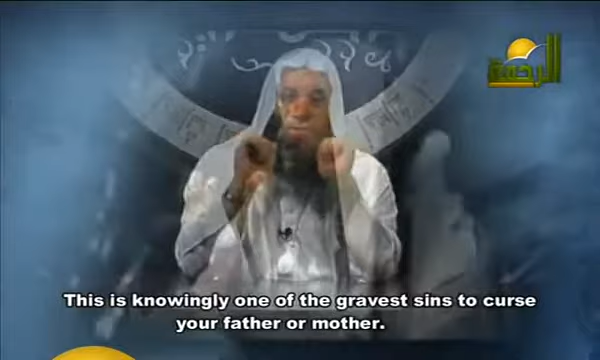 الرحمة
This is knowingly one of the gravest sins to curse
your father or mother.